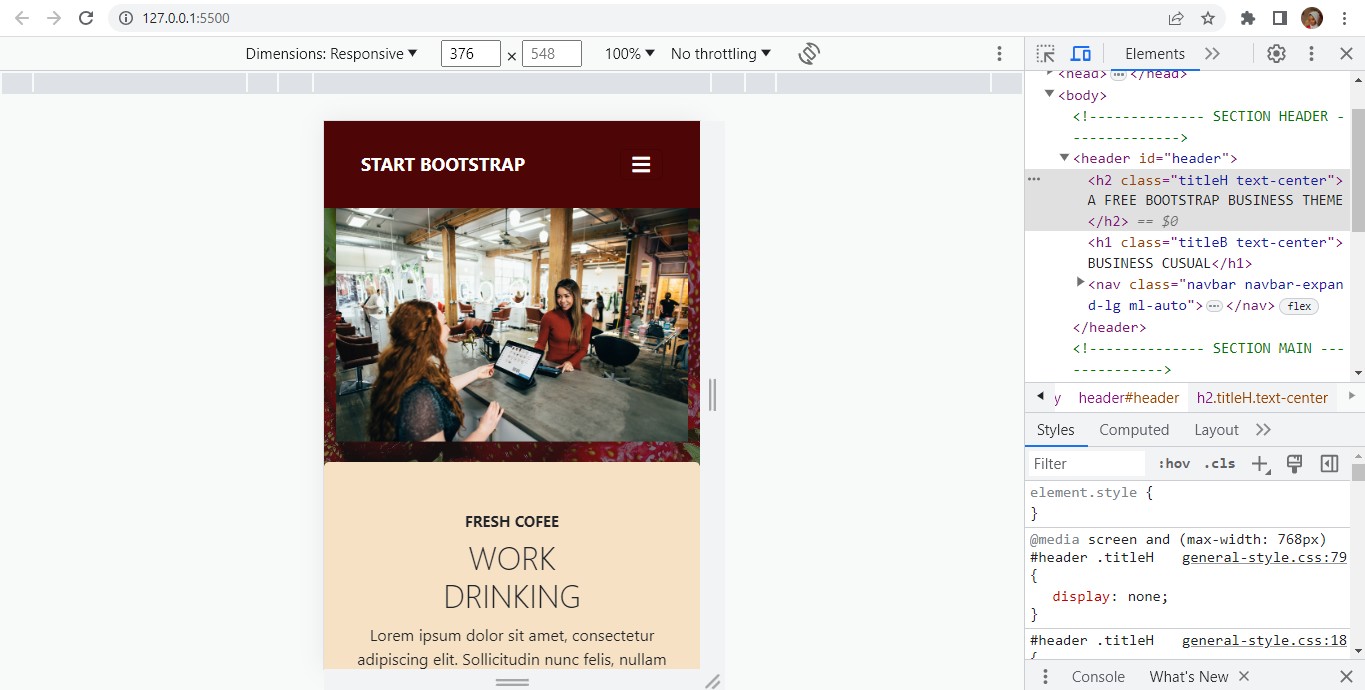 127.0.0.1:5500
Dimensions: Responsive 376 × 548 100% No throttling
Elements
<head> ⋯ </head>
<body>
<!-------------- SECTION HEADER -
------------->
<header id="header">
<h2 class="titleH text-center">
A FREE BOOTSTRAP BUSINESS THEME
</h2> == $0
<h1 class="titleB text-center">
BUSINESS CUSUAL</h1>
<nav class="navbar navbar-expan
d-lg ml-auto"> ⋯ </nav> flex
</header>
<!-------------- SECTION MAIN ---
----------->
y header#header h2.titleH.text-center
Styles Computed Layout
Filter :hov .cls
element.style {
}
@media screen and (max-width: 768px)
#header .titleH general-style.css:79
{
display: none;
}
#header .titleH general-style.css:18
{
Console What's New
START BOOTSTRAP
FRESH COFEE
WORK
DRINKING
Lorem ipsum dolor sit amet, consectetur
adipiscing elit. Sollicitudin nunc felis, nullam